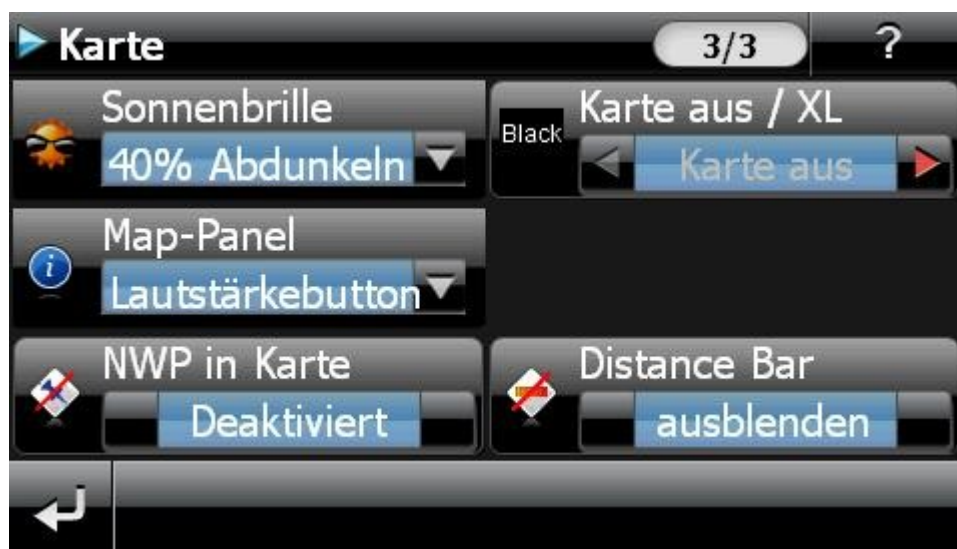 Karte
3/3
?
Sonnenbrille
40% Abdunkeln
Black
Karte aus / XL
Karte aus
Map-Panel
i
Lautstärkebutton
NWP in Karte
Deaktiviert
Distance Bar
ausblenden